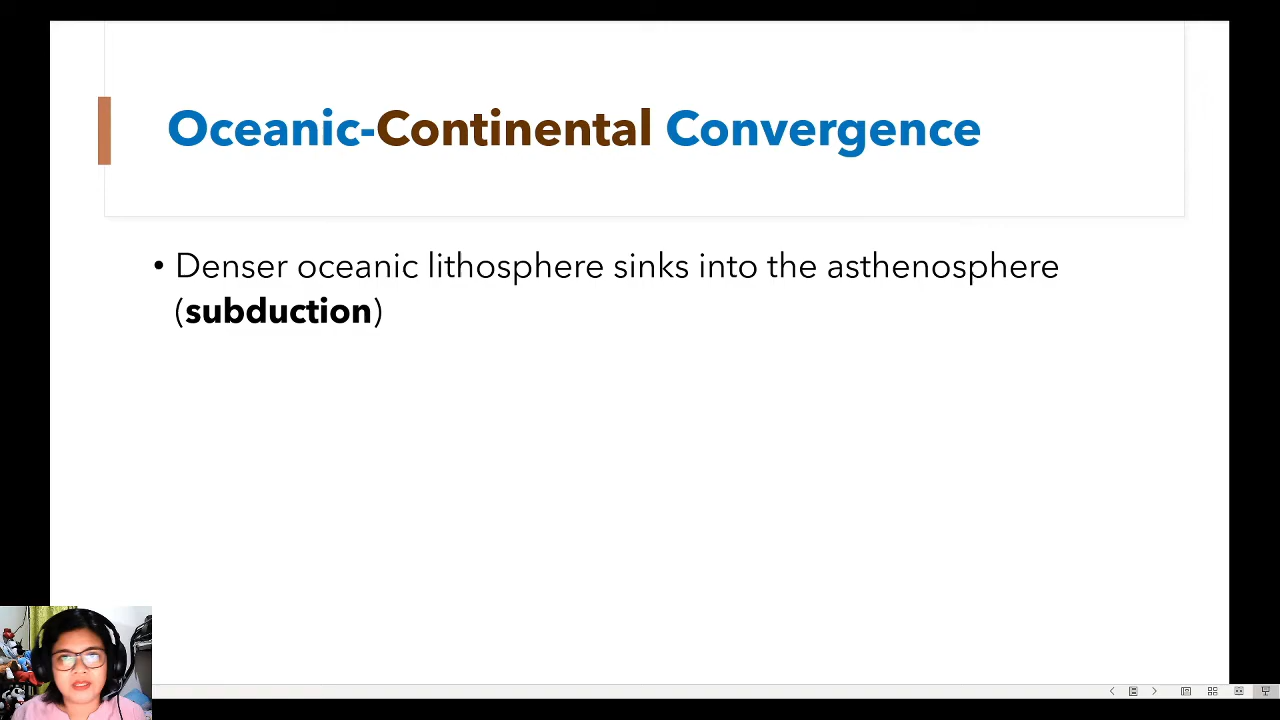 Oceanic-Continental Convergence
• Denser oceanic lithosphere sinks into the asthenosphere
(subduction)